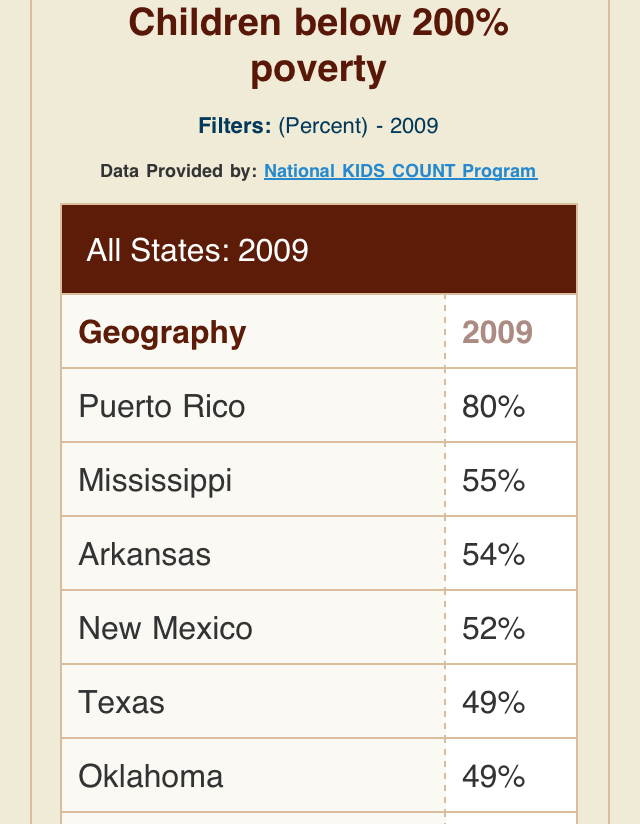 Children below 200%
poverty
Filters: (Percent) - 2009
Data Provided by: National KIDS COUNT Program
All States: 2009
Geography 2009
Puerto Rico 80%
Mississippi 55%
Arkansas 54%
New Mexico 52%
Texas 49%
Oklahoma 49%